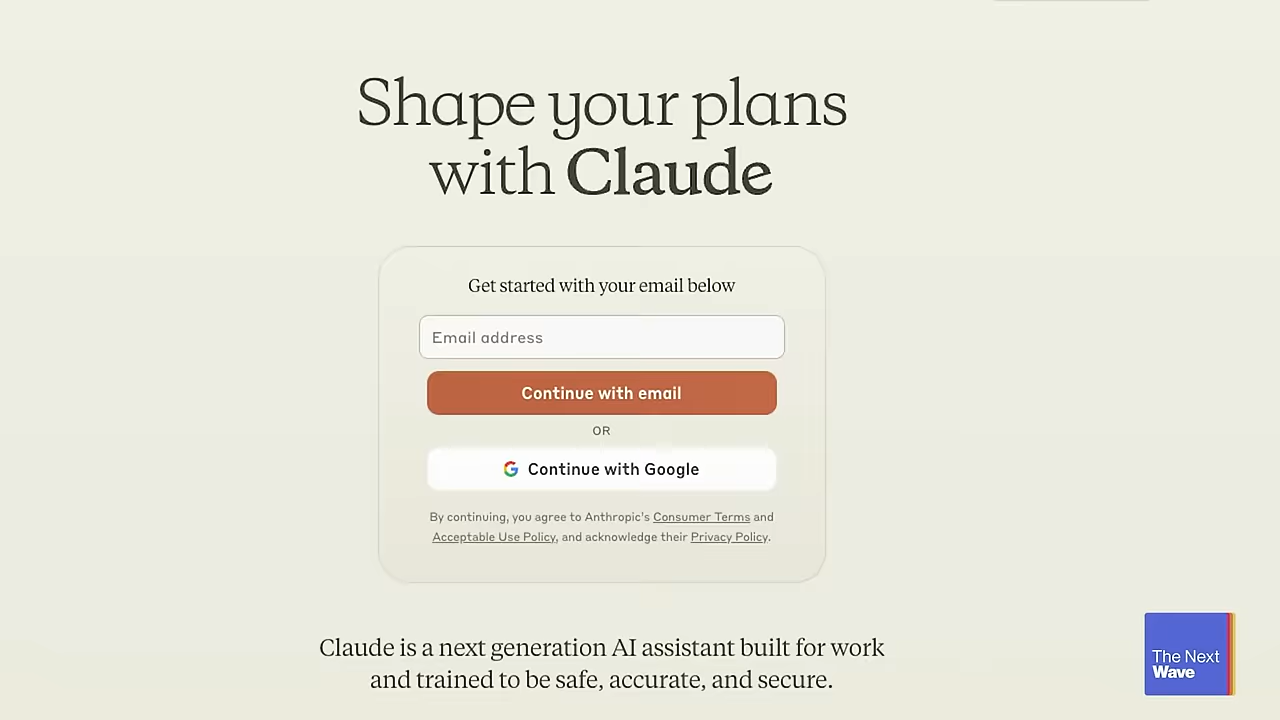 Shape your plans
with Claude
Get started with your email below
Email address
Continue with email
OR
Continue with Google
By continuing, you agree to Anthropic's Consumer Terms and
Acceptable Use Policy, and acknowledge their Privacy Policy.
Claude is a next generation AI assistant built for work
and trained to be safe, accurate, and secure.
The Next
Wave